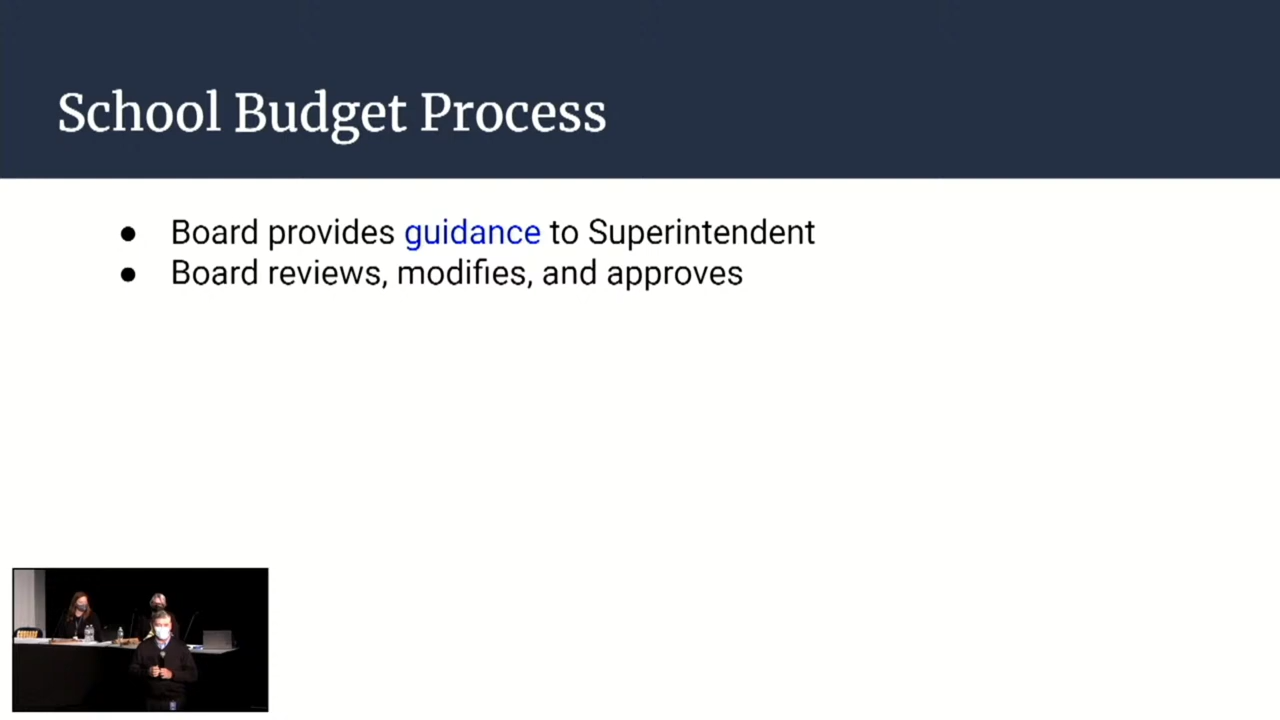 School Budget Process
● Board provides guidance to Superintendent
● Board reviews, modifies, and approves